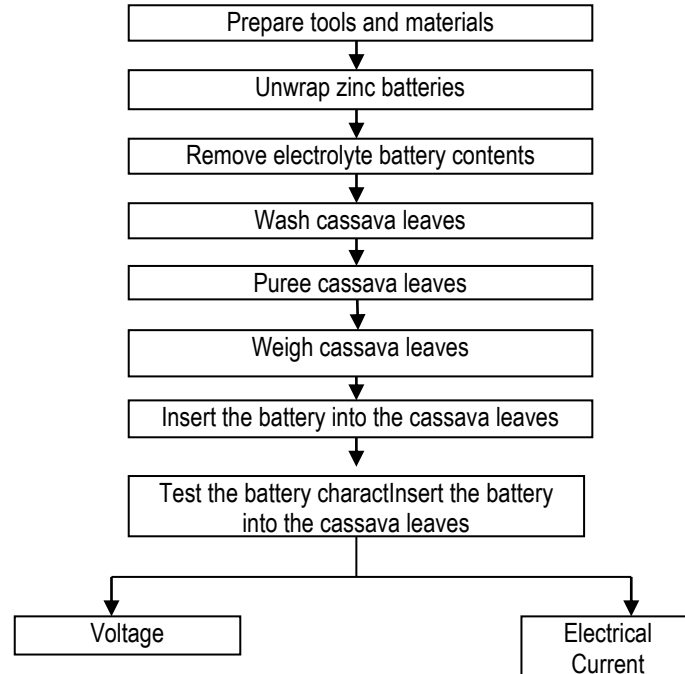 Prepare tools and materials
Unwrap zinc batteries
Remove electrolyte battery contents
Wash cassava leaves
Puree cassava leaves
Weigh cassava leaves
Insert the battery into the cassava leaves
Test the battery charactInsert the battery
into the cassava leaves
Voltage
Electrical
Current